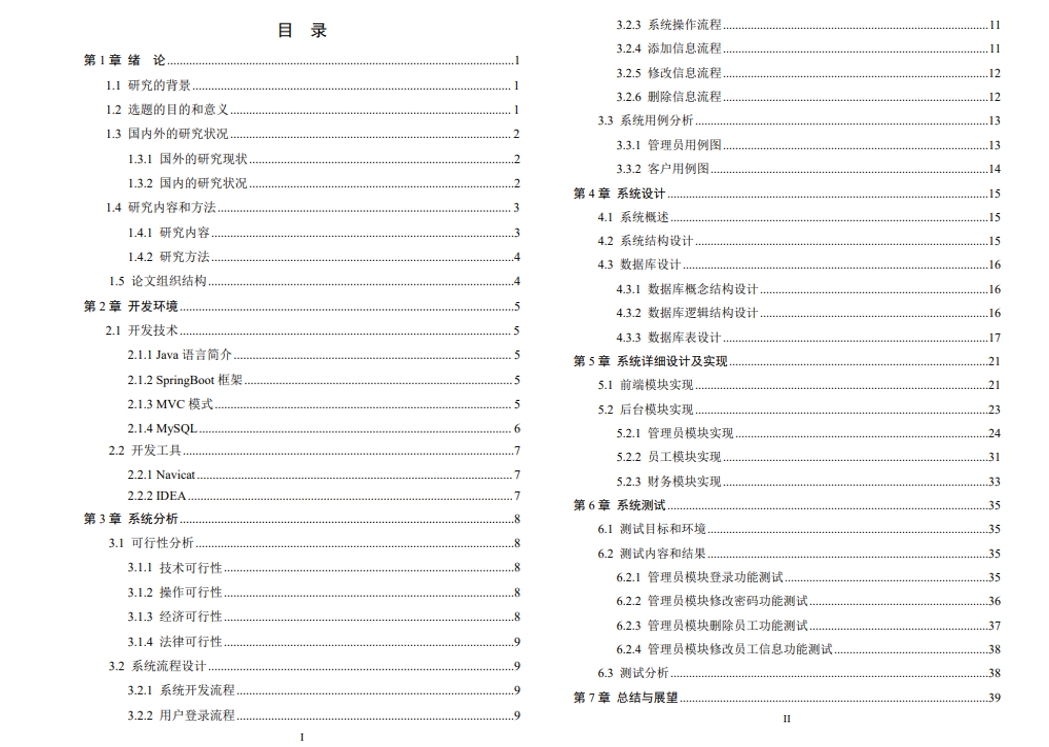 目 录
第 1 章 绪 论............1
1.1 研究的背景............1
1.2 选题的目的和意义............1
1.3 国内外的研究状况............2
1.3.1 国外的研究现状............2
1.3.2 国内的研究状况............2
1.4 研究内容和方法............3
1.4.1 研究内容............3
1.4.2 研究方法............4
1.5 论文组织结构............4
第 2 章 开发环境............5
2.1 开发技术............5
2.1.1 Java 语言简介............5
2.1.2 SpringBoot 框架............5
2.1.3 MVC 模式............5
2.1.4 MySQL............6
2.2 开发工具............7
2.2.1 Navicat............7
2.2.2 IDEA............7
第 3 章 系统分析............8
3.1 可行性分析............8
3.1.1 技术可行性............8
3.1.2 操作可行性............8
3.1.3 经济可行性............8
3.1.4 法律可行性............9
3.2 系统流程设计............9
3.2.1 系统开发流程............9
3.2.2 用户登录流程............9
I
3.2.3 系统操作流程............11
3.2.4 添加信息流程............11
3.2.5 修改信息流程............12
3.2.6 删除信息流程............12
3.3 系统用例分析............13
3.3.1 管理员用例图............13
3.3.2 客户用例图............14
第 4 章 系统设计............15
4.1 系统概述............15
4.2 系统结构设计............15
4.3 数据库设计............16
4.3.1 数据库概念结构设计............16
4.3.2 数据库逻辑结构设计............16
4.3.3 数据库表设计............17
第 5 章 系统详细设计及实现............21
5.1 前端模块实现............21
5.2 后台模块实现............23
5.2.1 管理员模块实现............24
5.2.2 员工模块实现............31
5.2.3 财务模块实现............33
第 6 章 系统测试............35
6.1 测试目标和环境............35
6.2 测试内容和结果............35
6.2.1 管理员模块登录功能测试............35
6.2.2 管理员模块修改密码功能测试............36
6.2.3 管理员模块删除员工功能测试............37
6.2.4 管理员模块修改员工信息功能测试............38
6.3 测试分析............38
第 7 章 总结与展望............39
II